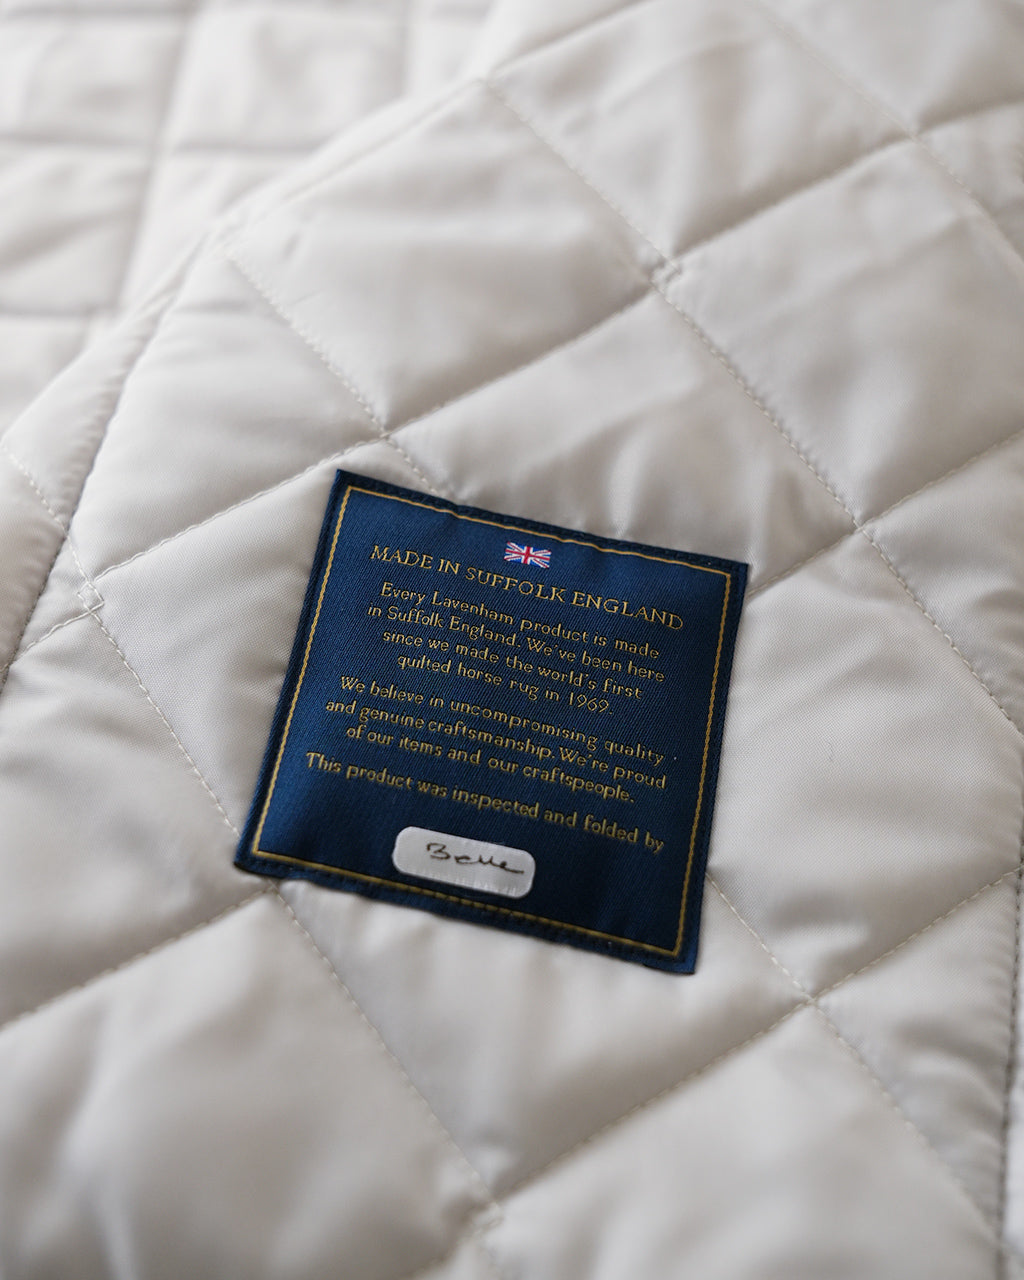 MADE IN SUFFOLK ENGLAND
Every Lavenham product is made
in Suffolk England. We've been here
since we made the world's first
quilted horse rug in 1969.
We believe in uncompromising quality
and genuine craftsmanship. We're proud
of our items and our craftspeople.
This product was inspected and folded by
Belle